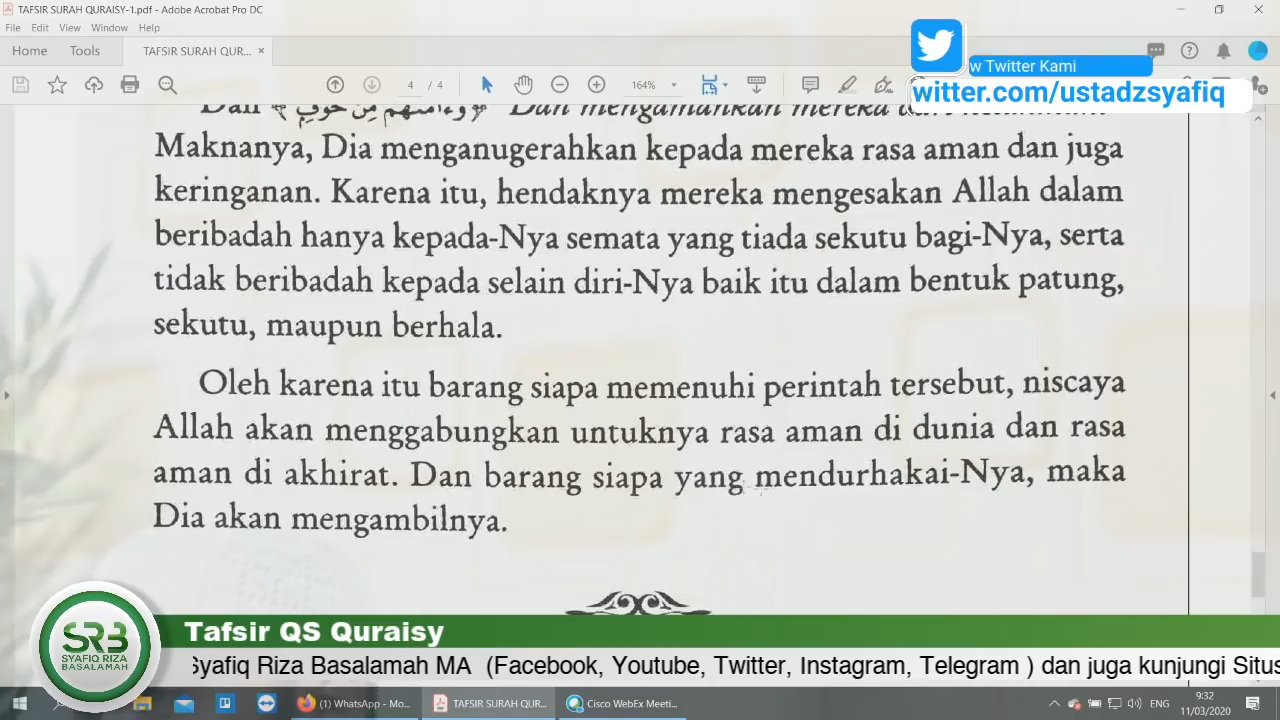 TAFSIR SURAH QURAISY-1.pdf - Adobe Acrobat Pro DC
File Edit View Window Help
Home Tools TAFSIR SURAH QUR... ×
4 / 4 164%
w Twitter Kami
witter.com/ustadzsyafiq
Dan ﴿ وَءَامَنَهُم مِّنْ خَوْفٍ ﴾ "Dan mengamankan mereka
Maknanya, Dia menganugerahkan kepada mereka rasa aman dan juga
keringanan. Karena itu, hendaknya mereka mengesakan Allah dalam
beribadah hanya kepada-Nya semata yang tiada sekutu bagi-Nya, serta
tidak beribadah kepada selain diri-Nya baik itu dalam bentuk patung,
sekutu, maupun berhala.
Oleh karena itu barang siapa memenuhi perintah tersebut, niscaya
Allah akan menggabungkan untuknya rasa aman di dunia dan rasa
aman di akhirat. Dan barang siapa yang mendurhakai-Nya, maka
Dia akan mengambilnya.
SRB
SYAFIQ RIZA
BASALAMAH
Tafsir QS Quraisy
Syafiq Riza Basalamah MA (Facebook, Youtube, Twitter, Instagram, Telegram ) dan juga kunjungi Situs
(1) WhatsApp - Mo... TAFSIR SURAH QUR... Cisco WebEx Meeti... ENG
9:32
11/03/2020